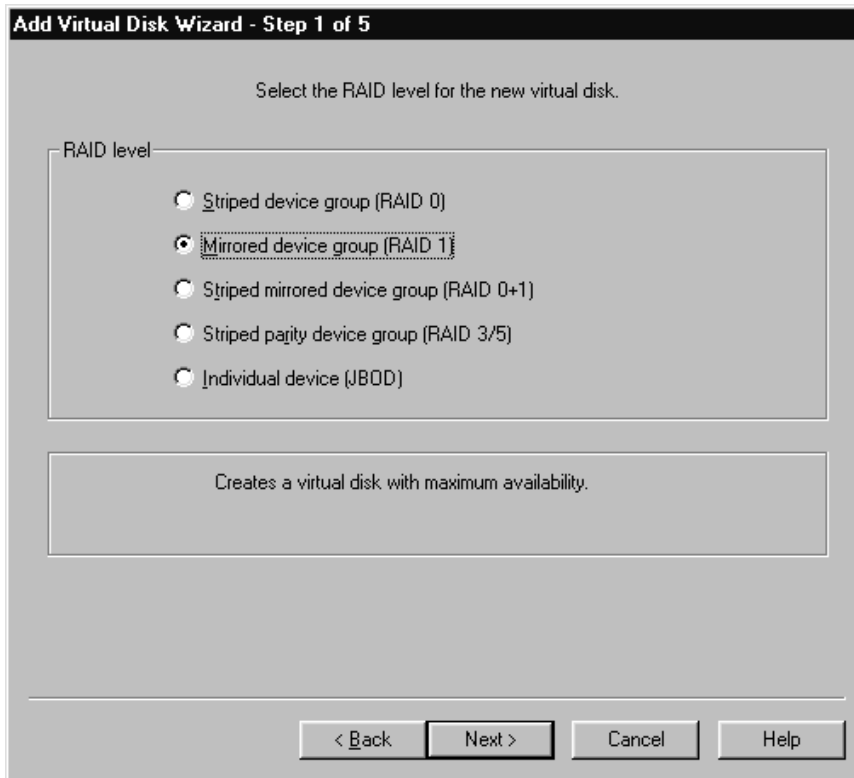 Add Virtual Disk Wizard - Step 1 of 5
Select the RAID level for the new virtual disk.
RAID level
Striped device group (RAID 0)
Mirrored device group (RAID 1)
Striped mirrored device group (RAID 0+1)
Striped parity device group (RAID 3/5)
Individual device (JBOD)
Creates a virtual disk with maximum availability.
< Back Next > Cancel Help